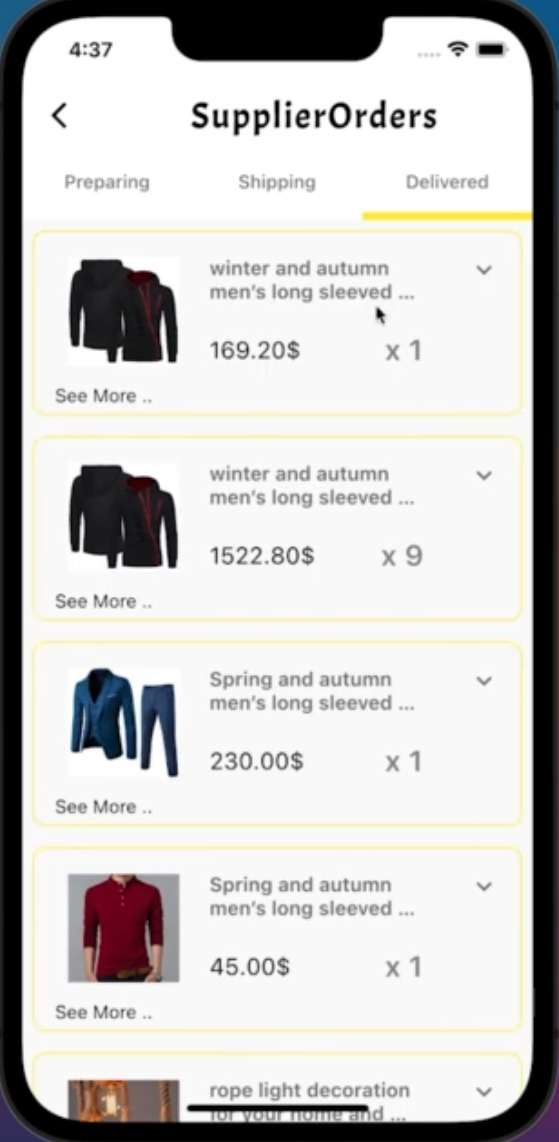 4:37
SupplierOrders
Preparing Shipping Delivered
winter and autumn
men's long sleeved ...
169.20$ x 1
See More ..
winter and autumn
men's long sleeved ...
1522.80$ x 9
See More ..
Spring and autumn
men's long sleeved ...
230.00$ x 1
See More ..
Spring and autumn
men's long sleeved ...
45.00$ x 1
See More ..
rope light decoration
for your home and ...